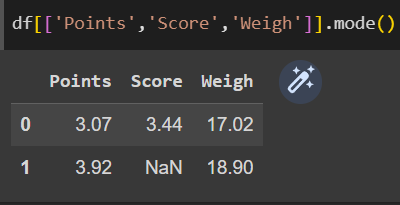 df[['Points','Score','Weigh']].mode()
Points Score Weigh
0 3.07 3.44 17.02
1 3.92 NaN 18.90